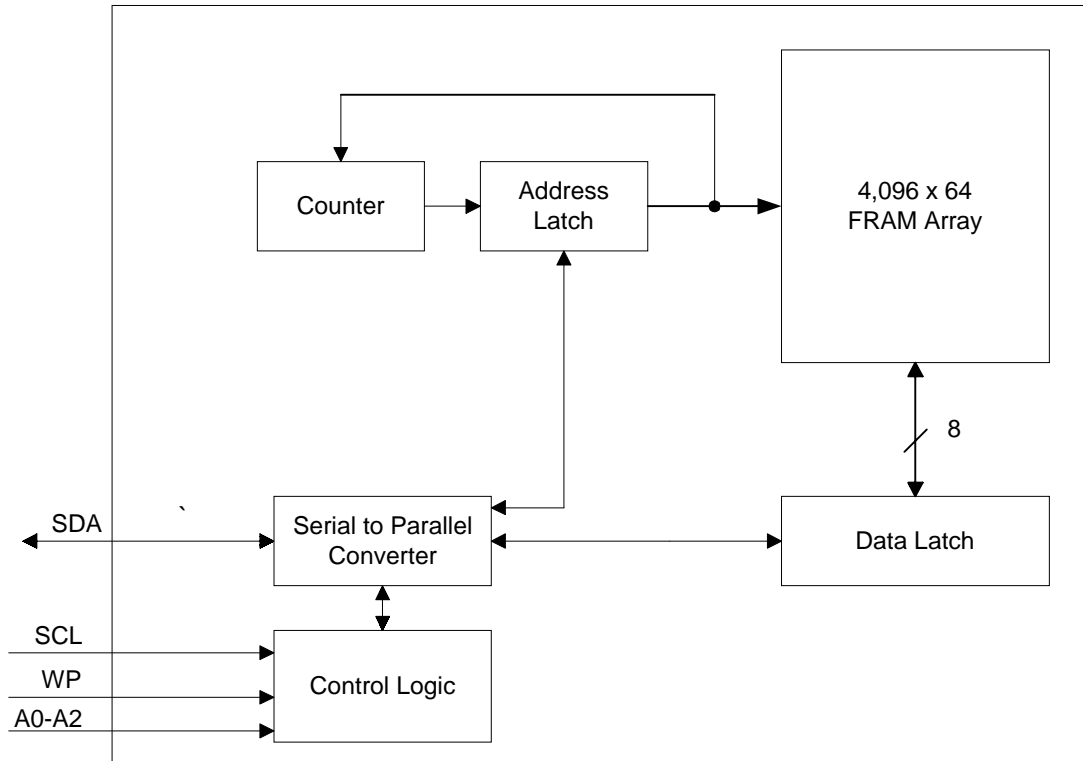 Counter
Address
Latch
4,096 x 64
FRAM Array
8
SDA
`
Serial to Parallel
Converter
Data Latch
SCL
WP
A0-A2
Control Logic